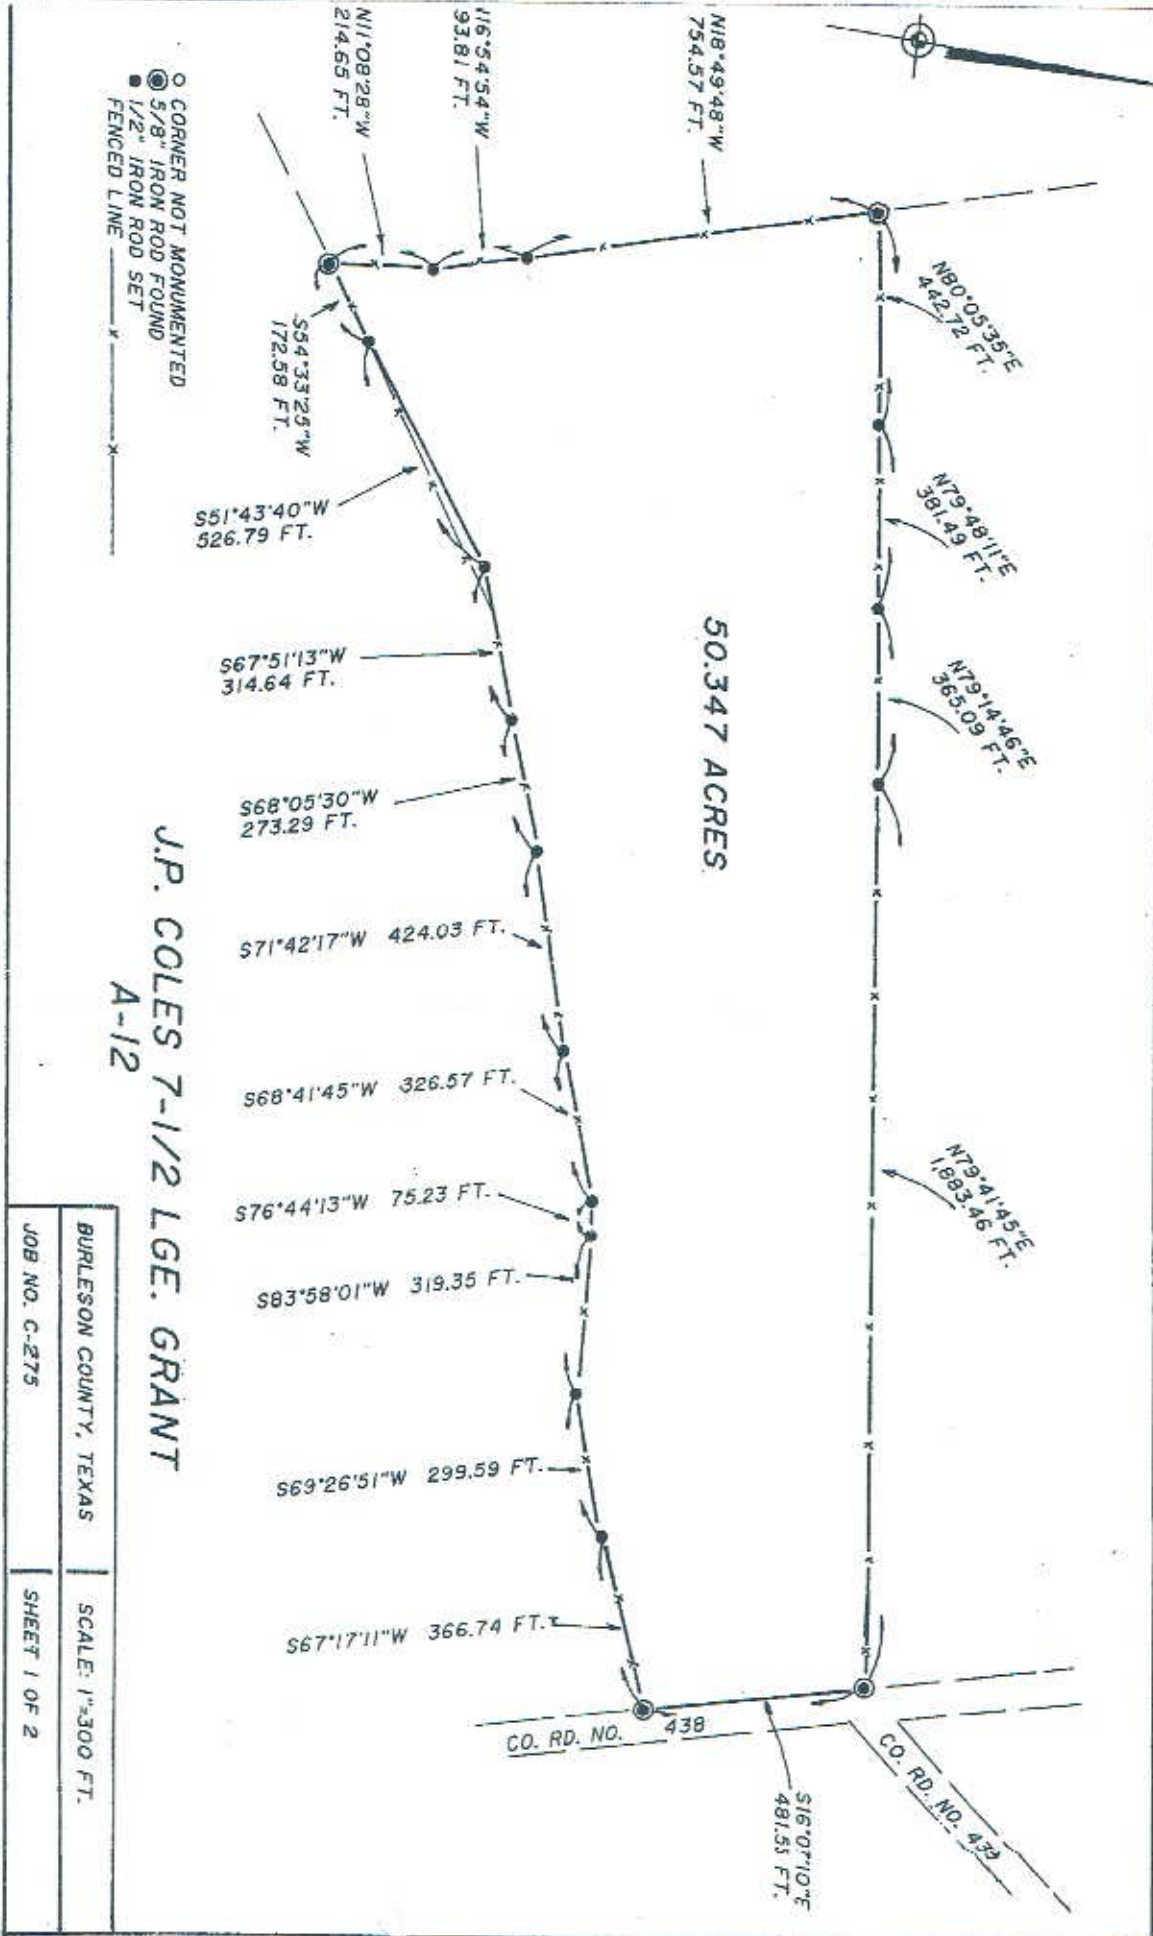 N18°49'48"W
754.57 FT.
16°54'54"W
93.81 FT.
N11°08'28"W
214.65 FT.
N80°05'35"E
442.72 FT.
N79°48'11"E
381.49 FT.
N79°14'46"E
365.09 FT.
N79°41'45"E
1,883.46 FT.
S16°07'10"E
481.55 FT.
CO. RD. NO. 439
CO. RD. NO. 438
50.347 ACRES
S54°33'25"W
172.58 FT.
S51°43'40"W
526.79 FT.
S67°51'13"W
314.64 FT.
S68°05'30"W
273.29 FT.
S71°42'17"W 424.03 FT.
S68°41'45"W 326.57 FT.
S76°44'13"W 75.23 FT.
S83°58'01"W 319.35 FT.
S69°26'51"W 299.59 FT.
S67°17'11"W 366.74 FT.
O CORNER NOT MONUMENTED
5/8" IRON ROD FOUND
1/2" IRON ROD SET
FENCED LINE —x—x—
J.P. COLES 7-1/2 LGE. GRANT
A-12
BURLESON COUNTY, TEXAS
SCALE: 1"=300 FT.
JOB NO. C-275
SHEET 1 OF 2